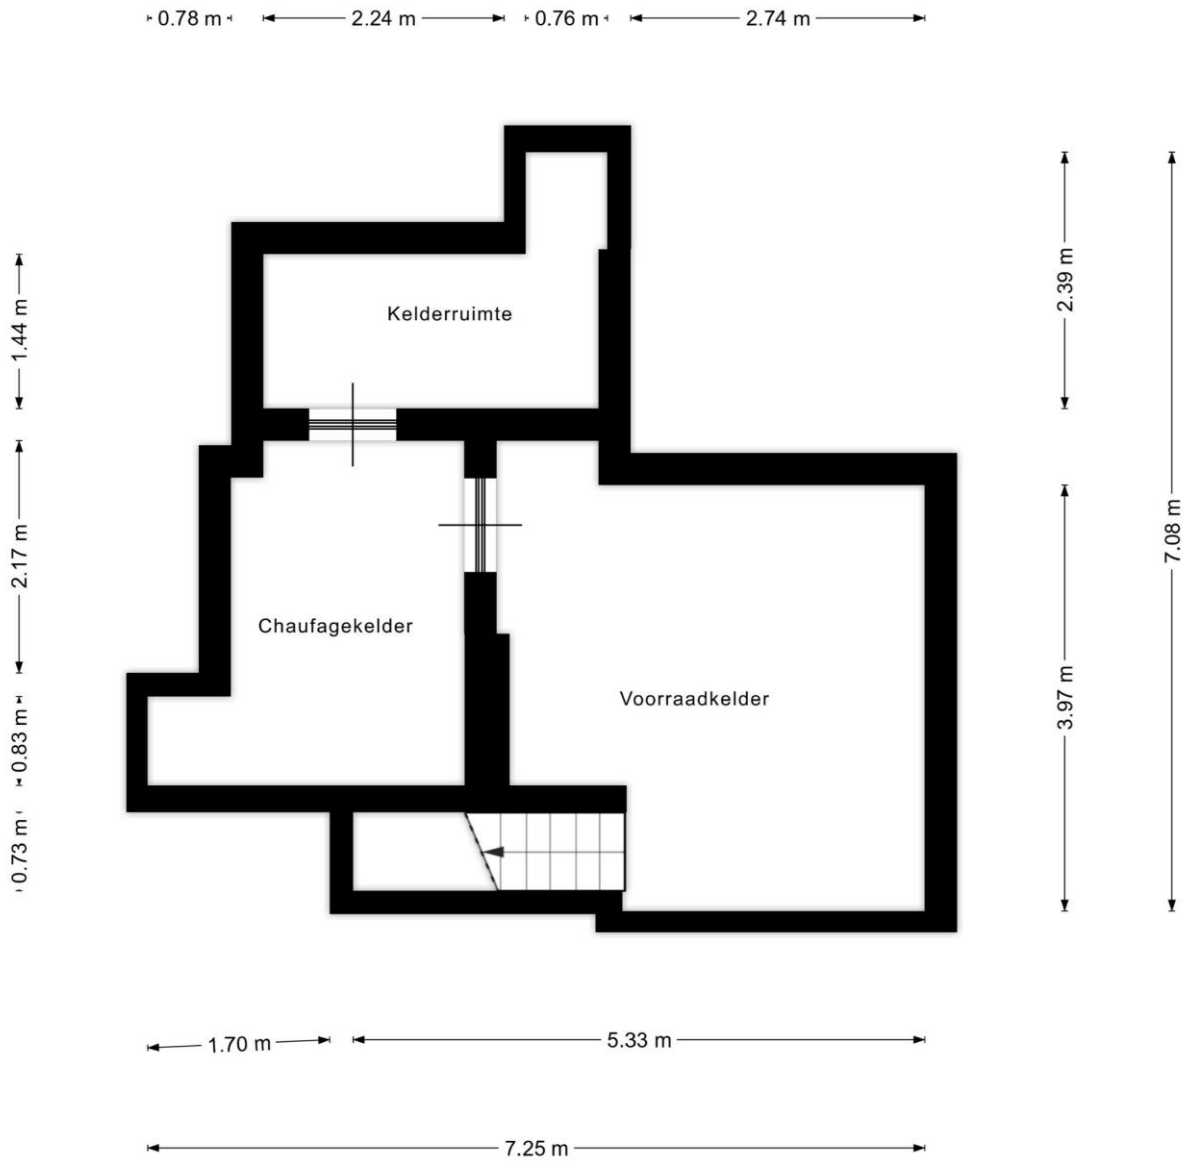 0.78 m
2.24 m
0.76 m
2.74 m
1.44 m
2.17 m
0.83 m
0.73 m
Kelderruimte
Chaufagekelder
Voorraadkelder
2.39 m
3.97 m
7.08 m
1.70 m
5.33 m
7.25 m